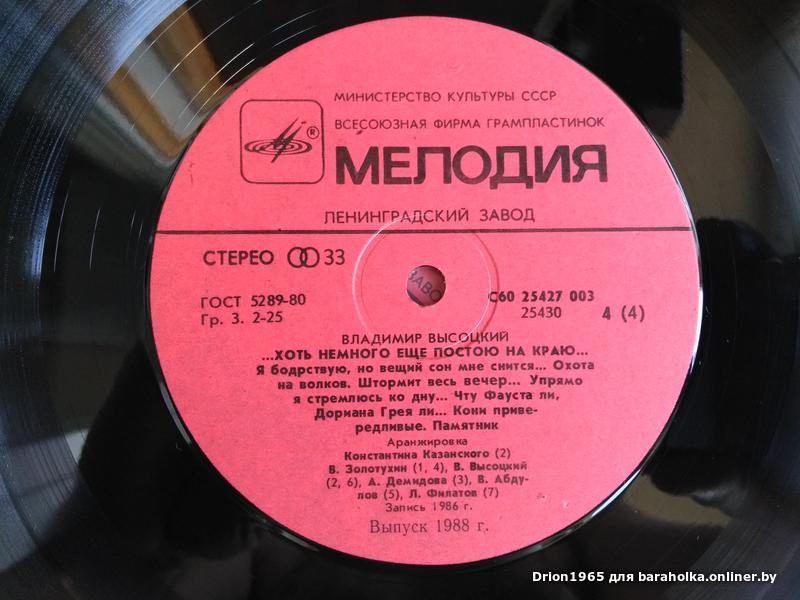 МИНИСТЕРСТВО КУЛЬТУРЫ СССР
ВСЕСОЮЗНАЯ ФИРМА ГРАМПЛАСТИНОК
®
МЕЛОДИЯ
ЛЕНИНГРАДСКИЙ ЗАВОД
СТЕРЕО 33
ГОСТ 5289-80
Гр. 3. 2-25
С60 25427 003
25430 4 (4)
ВЛАДИМИР ВЫСОЦКИЙ
...ХОТЬ НЕМНОГО ЕЩЕ ПОСТОЮ НА КРАЮ...
Я бодрствую, но вещий сон мне снится... Охота
на волков. Штормит весь вечер... Упрямо
я стремлюсь ко дну... Чту Фауста ли,
Дориана Грея ли... Кони приве-
редливые. Памятник
Аранжировка
Константина Казанского (2)
В. Золотухин (1, 4), В. Высоцкий
(2, 6), А. Демидова (3), В. Абду-
лов (5), Л. Филатов (7)
Запись 1986 г.
Выпуск 1988 г.
Drion1965 для baraholka.onliner.by